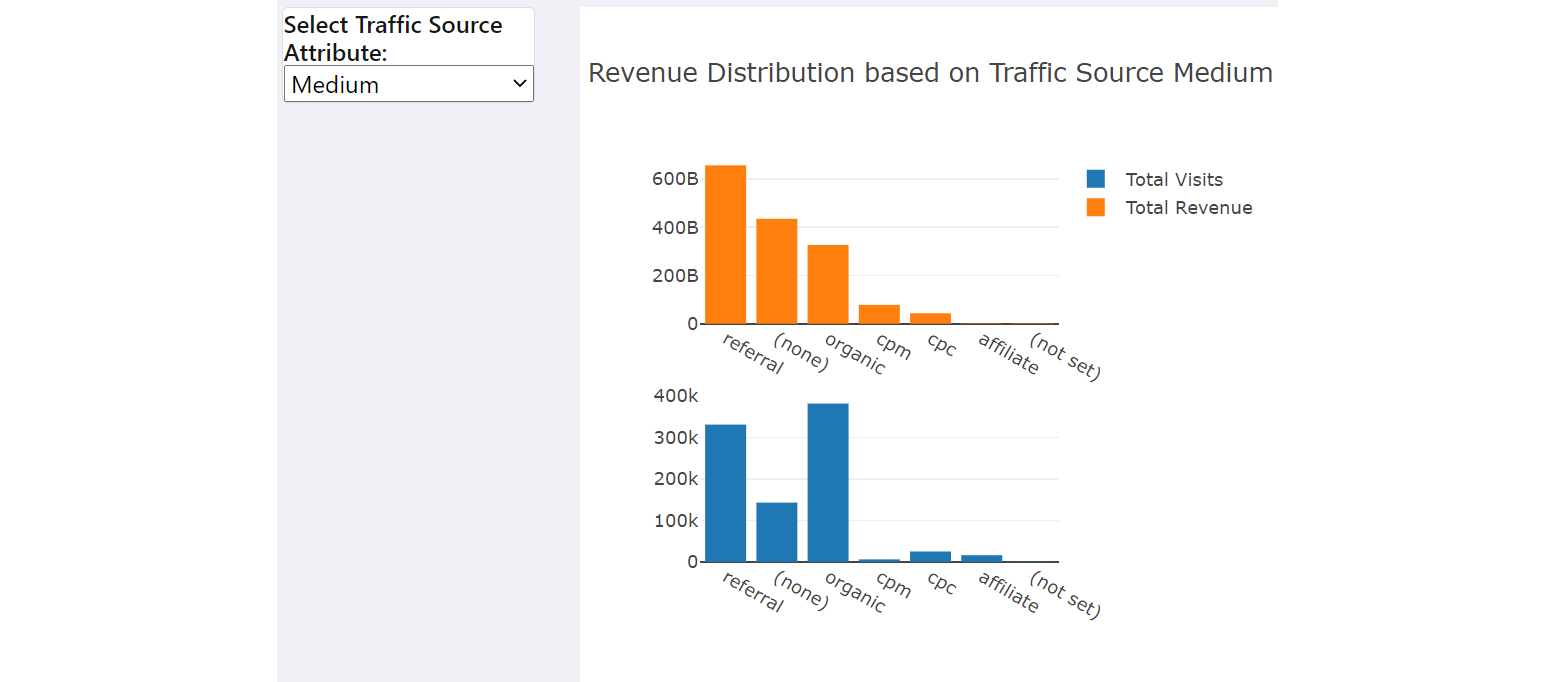 Select Traffic Source
Attribute:
Medium
Revenue Distribution based on Traffic Source Medium
600B
400B
200B
0
referral
(none)
organic
cpm
cpc
affiliate
(not set)
Total Visits
Total Revenue
400k
300k
200k
100k
0
referral
(none)
organic
cpm
cpc
affiliate
(not set)